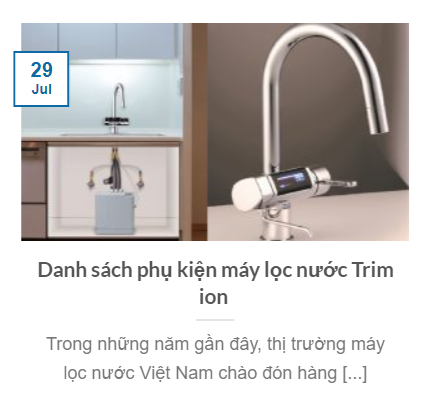 29
Jul
Danh sách phụ kiện máy lọc nước Trim
ion
Trong những năm gần đây, thị trường máy
lọc nước Việt Nam chào đón hàng [...]